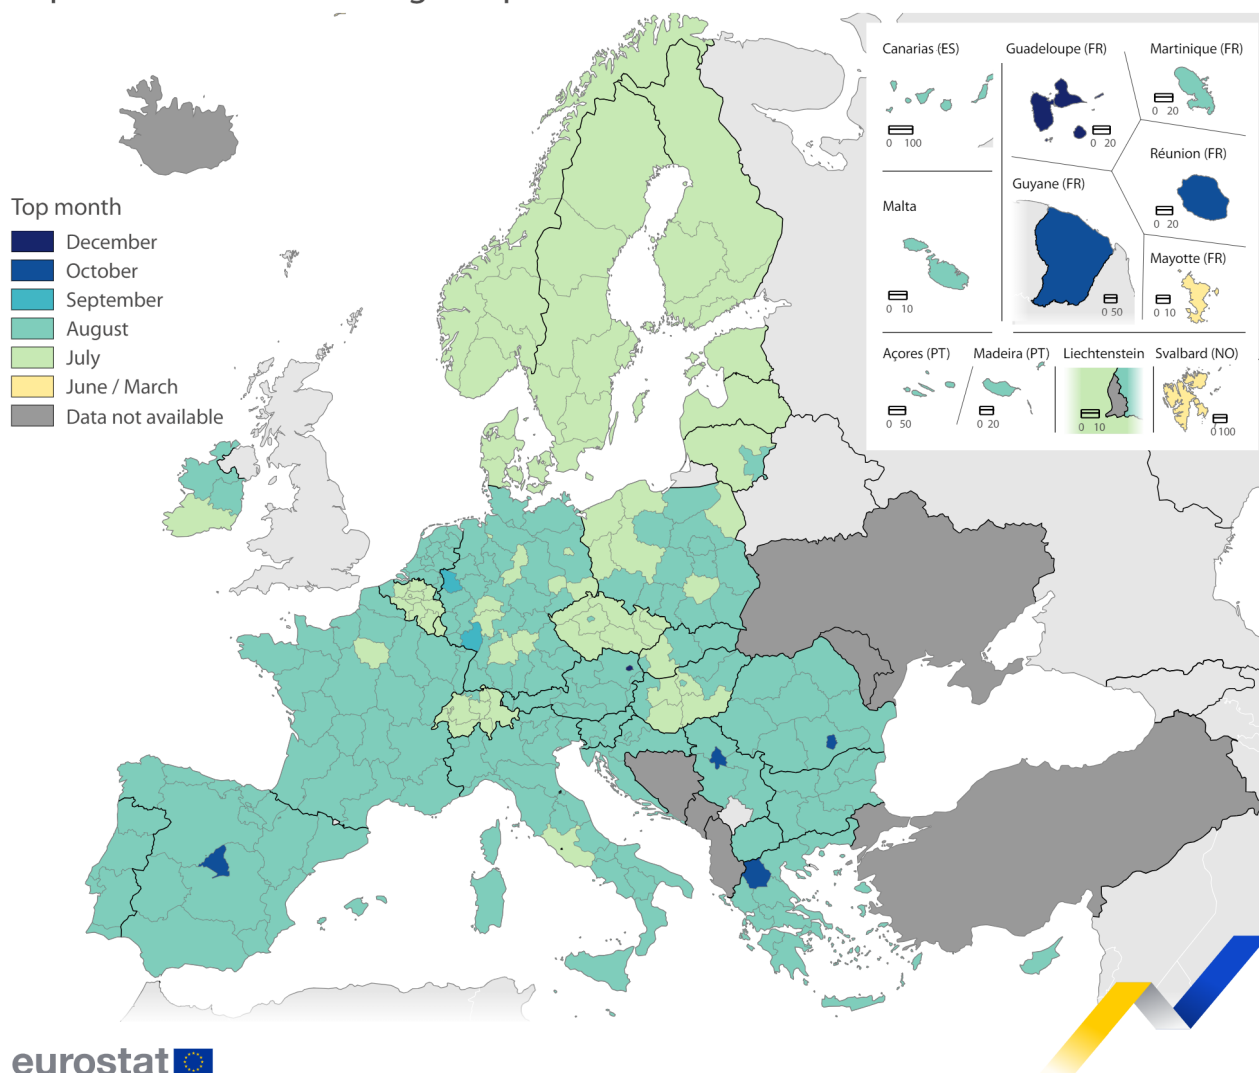 Top month
December
October
September
August
July
June / March
Data not available
Canarias (ES)
0 100
Guadeloupe (FR)
0 20
Martinique (FR)
0 20
Réunion (FR)
0 20
Malta
0 10
Guyane (FR)
0 50
Mayotte (FR)
0 10
Açores (PT)
0 50
Madeira (PT)
0 20
Liechtenstein
0 10
Svalbard (NO)
0 100
eurostat